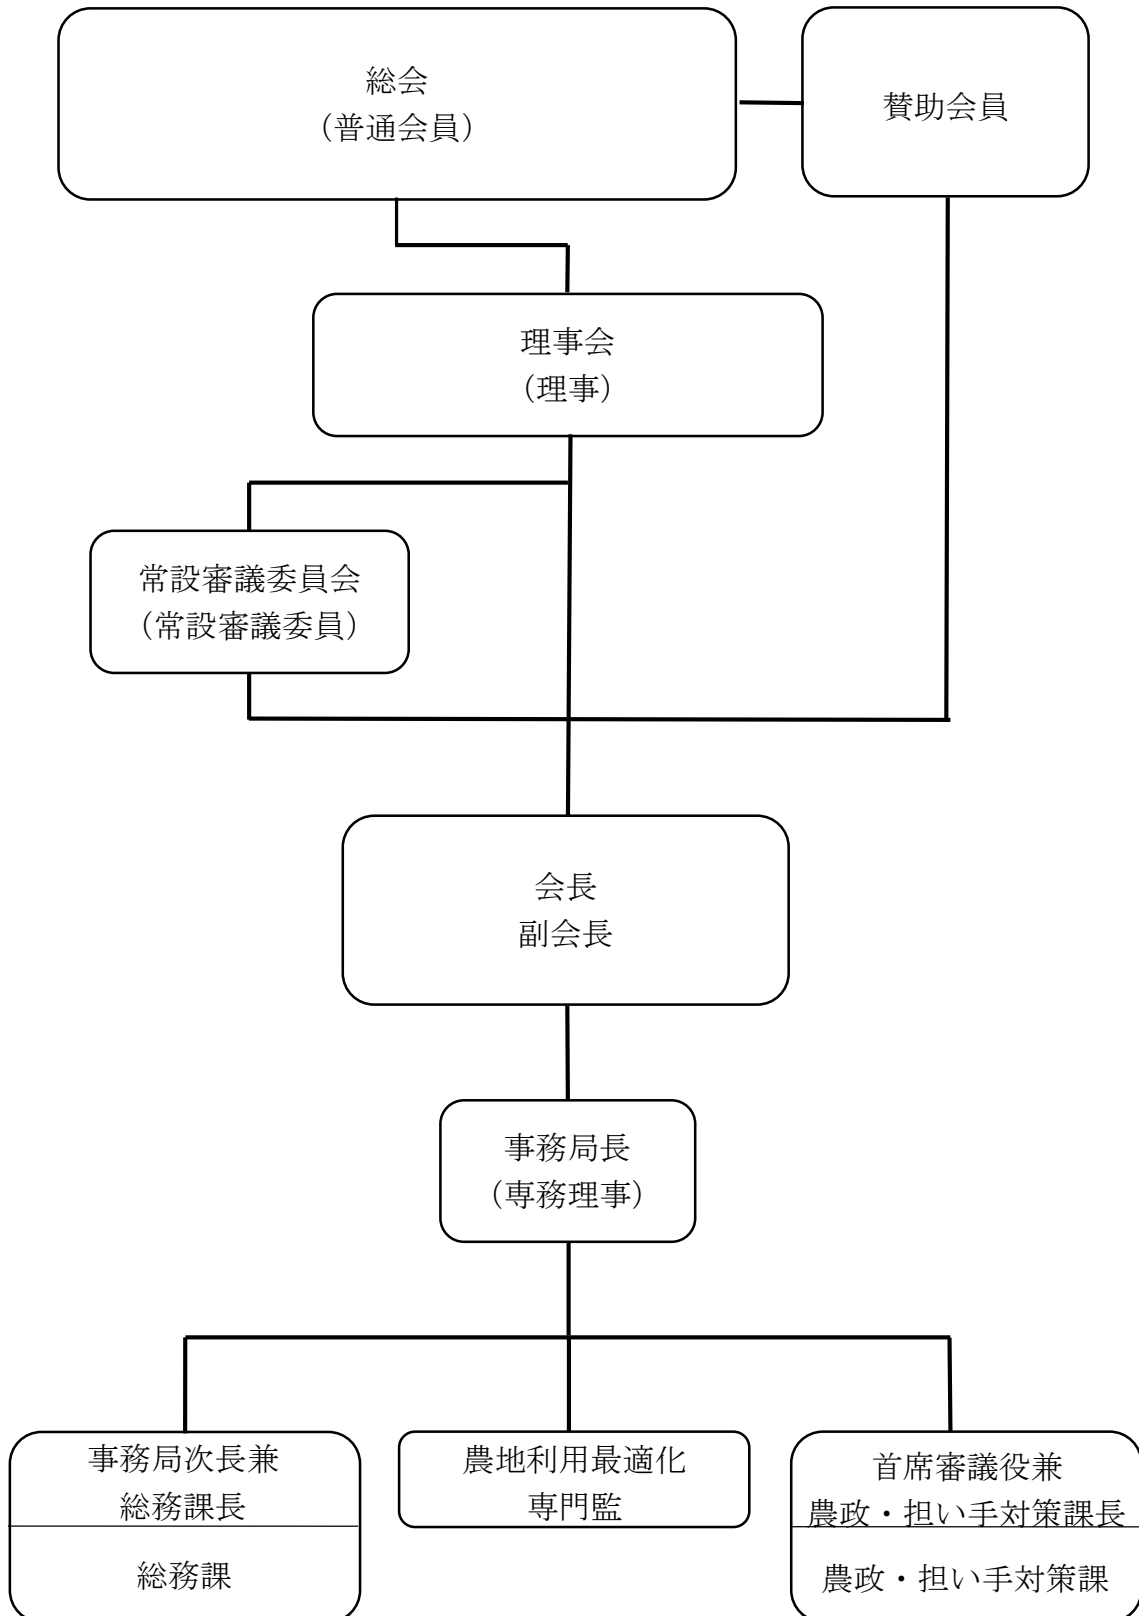 総会
（普通会員）
賛助会員
理事会
（理事）
常設審議委員会
（常設審議委員）
会長
副会長
事務局長
（専務理事）
事務局次長兼
総務課長
総務課
農地利用最適化
専門監
首席審議役兼
農政・担い手対策課長
農政・担い手対策課